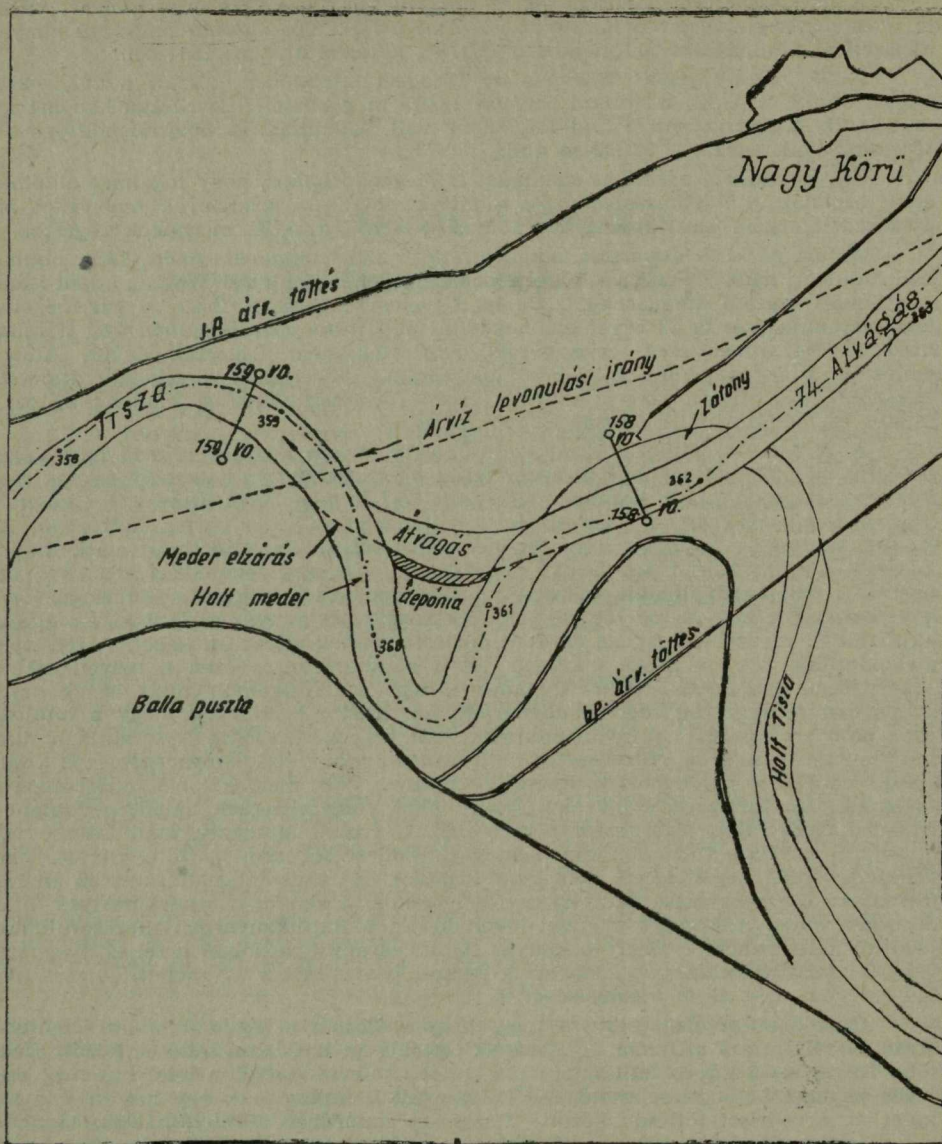 Nagy Körü
j.p. árv. töltés
Árvíz levonulási irány
74. Átvágás.
363
Zátony
TISZA
159 vo.
359
358
159 vo.
158
vo.
362
158 vo.
Átvágás
Meder elzárás
Holt meder
depónia
361
360
b.p. árv. töltés
Balla puszta
Holt Tisza